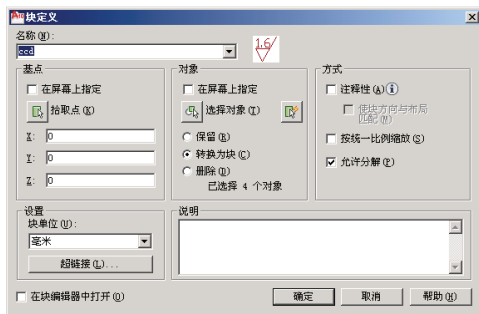 块定义
名称(N):
ccd
1.6
基点
在屏幕上指定
拾取点(K)
X: 0
Y: 0
Z: 0
对象
在屏幕上指定
选择对象(T)
保留(R)
转换为块(C)
删除(D)
已选择 4 个对象
方式
注释性(A)
使块方向与布局
匹配(M)
按统一比例缩放(S)
允许分解(P)
设置
块单位(U):
毫米
超链接(L)...
说明
在块编辑器中打开(O)
确定
取消
帮助(H)